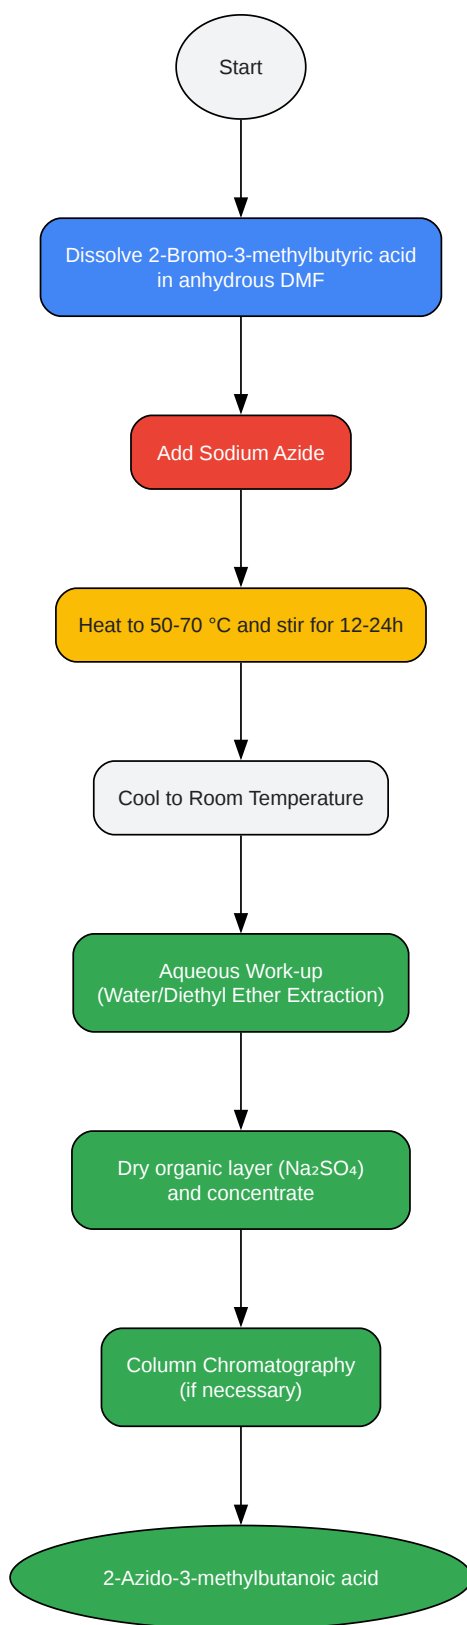 Start
Dissolve 2-Bromo-3-methylbutyric acid
in anhydrous DMF
Add Sodium Azide
Heat to 50-70 °C and stir for 12-24h
Cool to Room Temperature
Aqueous Work-up
(Water/Diethyl Ether Extraction)
Dry organic layer (Na₂SO₄)
and concentrate
Column Chromatography
(if necessary)
2-Azido-3-methylbutanoic acid